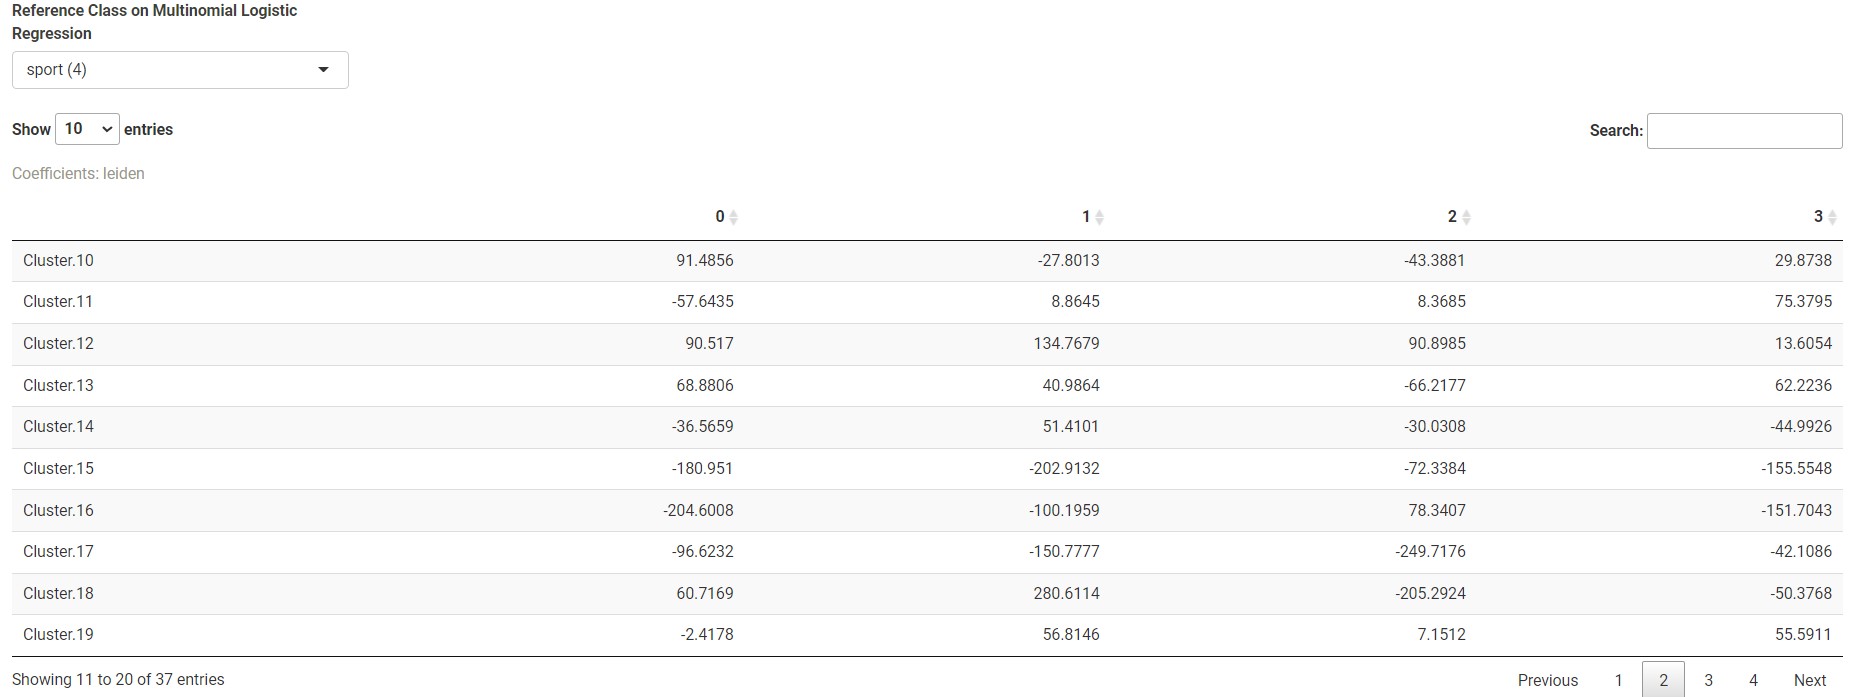 Reference Class on Multinomial Logistic
Regression
sport (4)
Show 10 entries Search:
Coefficients: leiden
0 1 2 3
Cluster.10 91.4856 -27.8013 -43.3881 29.8738
Cluster.11 -57.6435 8.8645 8.3685 75.3795
Cluster.12 90.517 134.7679 90.8985 13.6054
Cluster.13 68.8806 40.9864 -66.2177 62.2236
Cluster.14 -36.5659 51.4101 -30.0308 -44.9926
Cluster.15 -180.951 -202.9132 -72.3384 -155.5548
Cluster.16 -204.6008 -100.1959 78.3407 -151.7043
Cluster.17 -96.6232 -150.7777 -249.7176 -42.1086
Cluster.18 60.7169 280.6114 -205.2924 -50.3768
Cluster.19 -2.4178 56.8146 7.1512 55.5911
Showing 11 to 20 of 37 entries Previous 1 2 3 4 Next